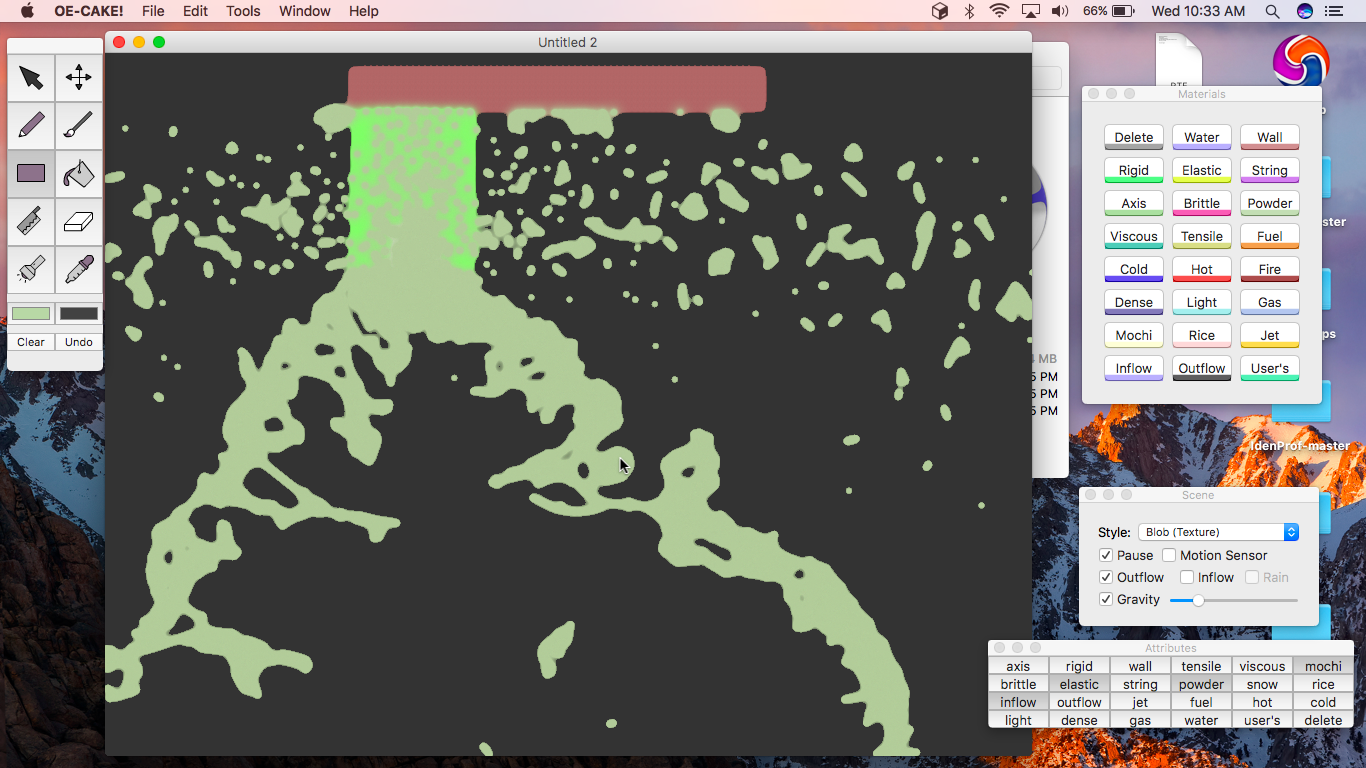 OE-CAKE! File Edit Tools Window Help 66% Wed 10:33 AM
Untitled 2
Clear Undo
Materials
Delete Water Wall
Rigid Elastic String
Axis Brittle Powder
Viscous Tensile Fuel
Cold Hot Fire
Dense Light Gas
Mochi Rice Jet
Inflow Outflow User's
ster
ps
MB
5 PM
5 PM
5 PM
IdenProf-master
Scene
Style: Blob (Texture)
Pause Motion Sensor
Outflow Inflow Rain
Gravity
Attributes
axis rigid wall tensile viscous mochi
brittle elastic string powder snow rice
inflow outflow jet fuel hot cold
light dense gas water user's delete